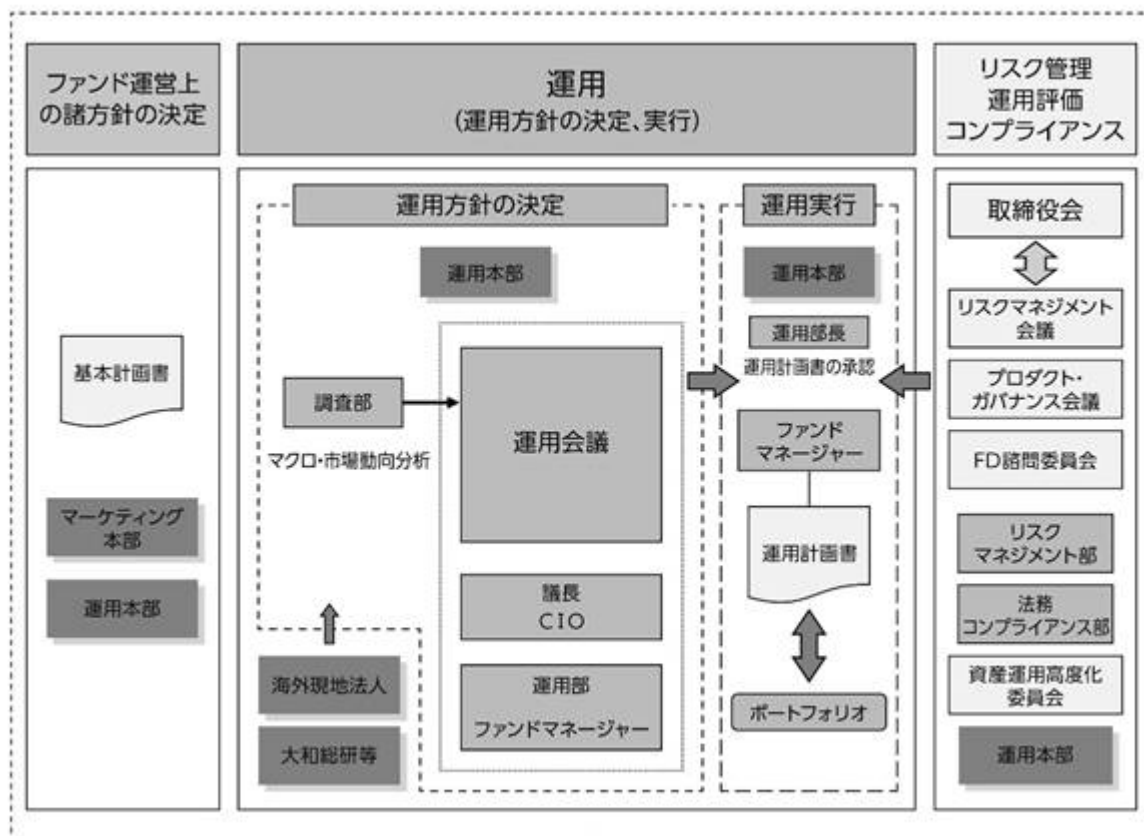 ファンド運営上
の諸方針の決定
運用
(運用方針の決定、実行)
リスク管理
運用評価
コンプライアンス
基本計画書
マーケティング
本部
運用本部
運用方針の決定
運用本部
調査部
マクロ・市場動向分析
運用会議
議長
CIO
運用部
ファンドマネージャー
海外現地法人
大和総研等
運用実行
運用本部
運用部長
運用計画書の承認
ファンド
マネージャー
運用計画書
ポートフォリオ
取締役会
リスクマネジメント
会議
プロダクト・
ガバナンス会議
FD諮問委員会
リスク
マネジメント部
法務
コンプライアンス部
資産運用高度化
委員会
運用本部